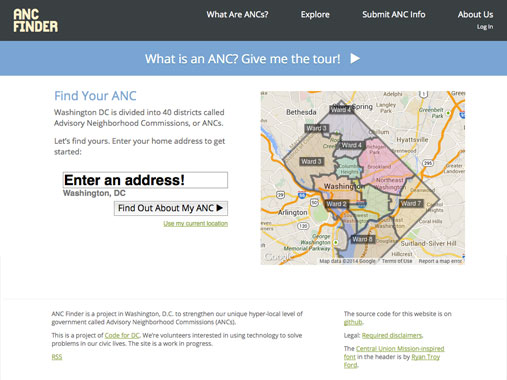 ANC
FINDER
What Are ANCs?
Explore
Submit ANC Info
About Us
Log In
What is an ANC? Give me the tour!
Find Your ANC
Washington DC is divided into 40 districts called
Advisory Neighborhood Commissions, or ANCs.
Let's find yours. Enter your home address to get
started:
Enter an address!
Washington, DC
Find Out About My ANC
Use my current location
Adelphi
Langley Park
Greenbelt
Bethesda
Spring
Ward 4
College Park
Hyattsville
Ward 4
Ward 3
Ward 3
Northeast
Washington
Washington
Ward 2
Ward 7
Arlington
George
Washington
Memorial
Parkway
Ward 8
Suitland-Silver Hill
Google
Map data ©2014 Google
Terms of Use
Report a map error
ANC Finder is a project in Washington, D.C. to strengthen our unique hyper-local level of
government called Advisory Neighborhood Commissions (ANCs).
This is a project of Code for DC. We're volunteers interested in using technology to solve
problems in our civic lives. The site is a work in progress.
RSS
The source code for this website is on
github.
Legal: Required disclaimers.
The Central Union Mission-inspired
font in the header is by Ryan Troy
Ford.